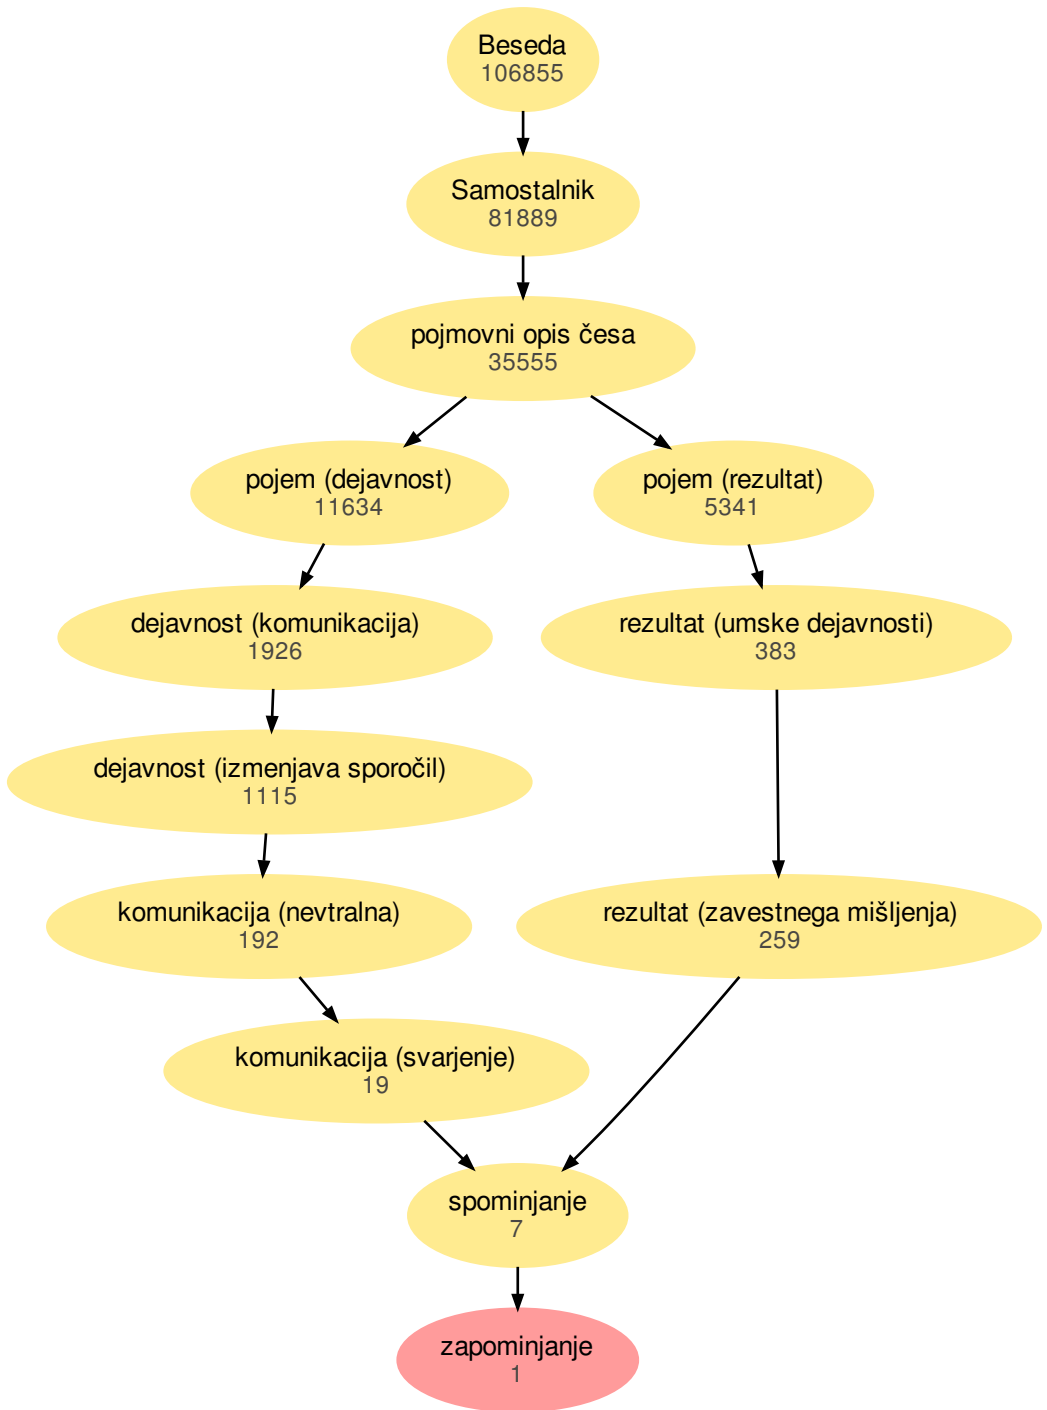 Beseda
106855
Samostalnik
81889
pojmovni opis česa
35555
pojem (dejavnost)
11634
pojem (rezultat)
5341
dejavnost (komunikacija)
1926
rezultat (umske dejavnosti)
383
dejavnost (izmenjava sporočil)
1115
komunikacija (nevtralna)
192
rezultat (zavestnega mišljenja)
259
komunikacija (svarjenje)
19
spominjanje
7
zapominjanje
1